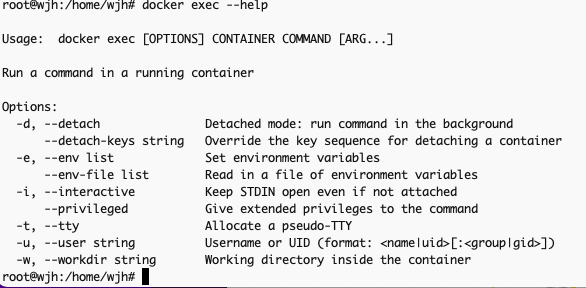 root@wjh:/home/wjh# docker exec --help
Usage:  docker exec [OPTIONS] CONTAINER COMMAND [ARG...]
Run a command in a running container
Options:
  -d, --detach               Detached mode: run command in the background
      --detach-keys string   Override the key sequence for detaching a container
  -e, --env list             Set environment variables
      --env-file list        Read in a file of environment variables
  -i, --interactive          Keep STDIN open even if not attached
      --privileged           Give extended privileges to the command
  -t, --tty                  Allocate a pseudo-TTY
  -u, --user string          Username or UID (format: <name|uid>[:<group|gid>])
  -w, --workdir string       Working directory inside the container
root@wjh:/home/wjh#